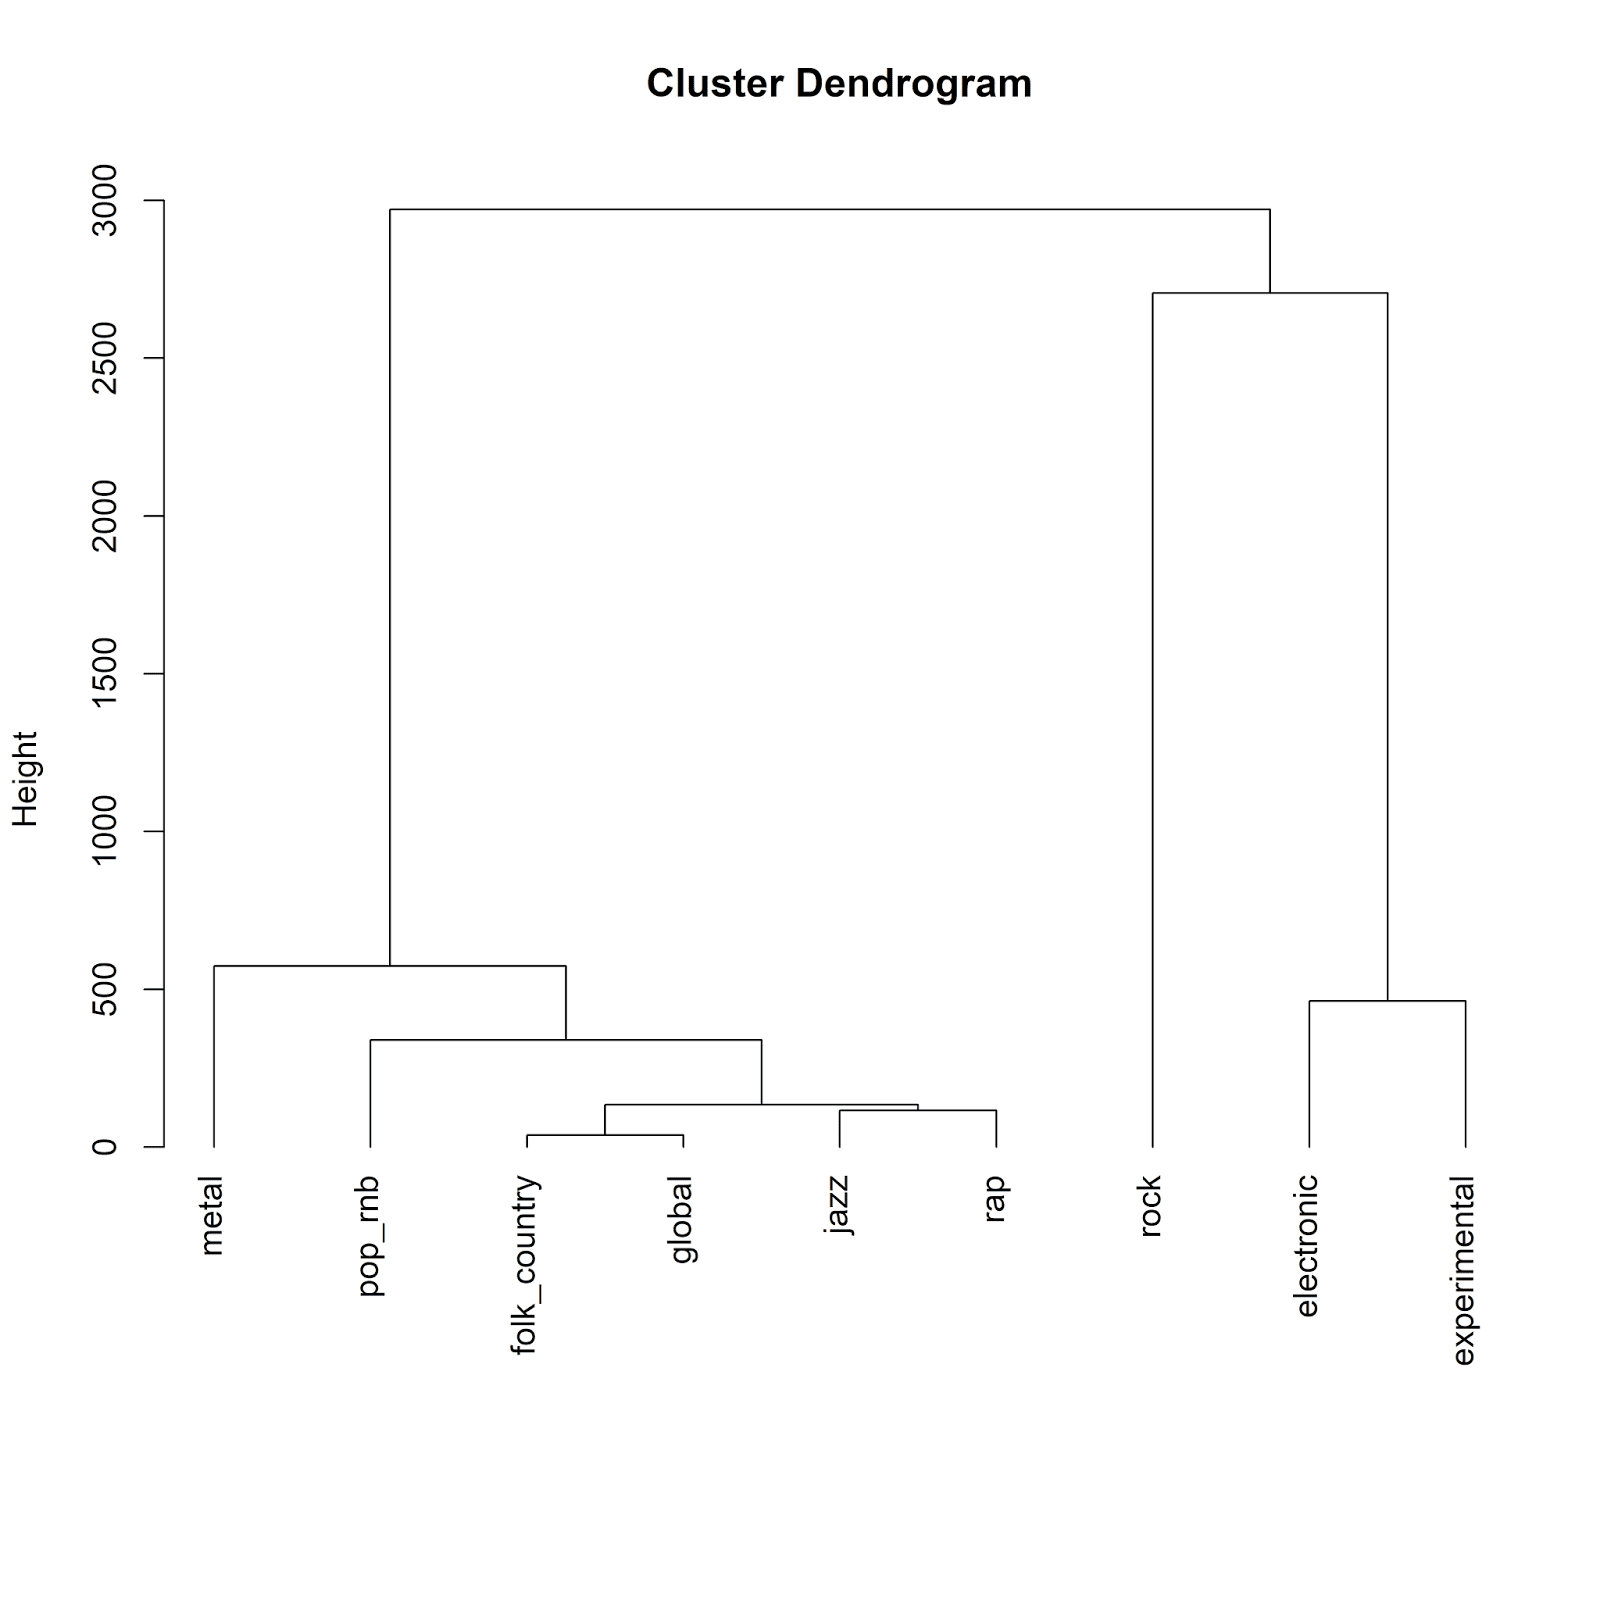 Cluster Dendrogram
Height
3000
2500
2000
1500
1000
500
0
metal
pop_rnb
folk_country
global
jazz
rap
rock
electronic
experimental